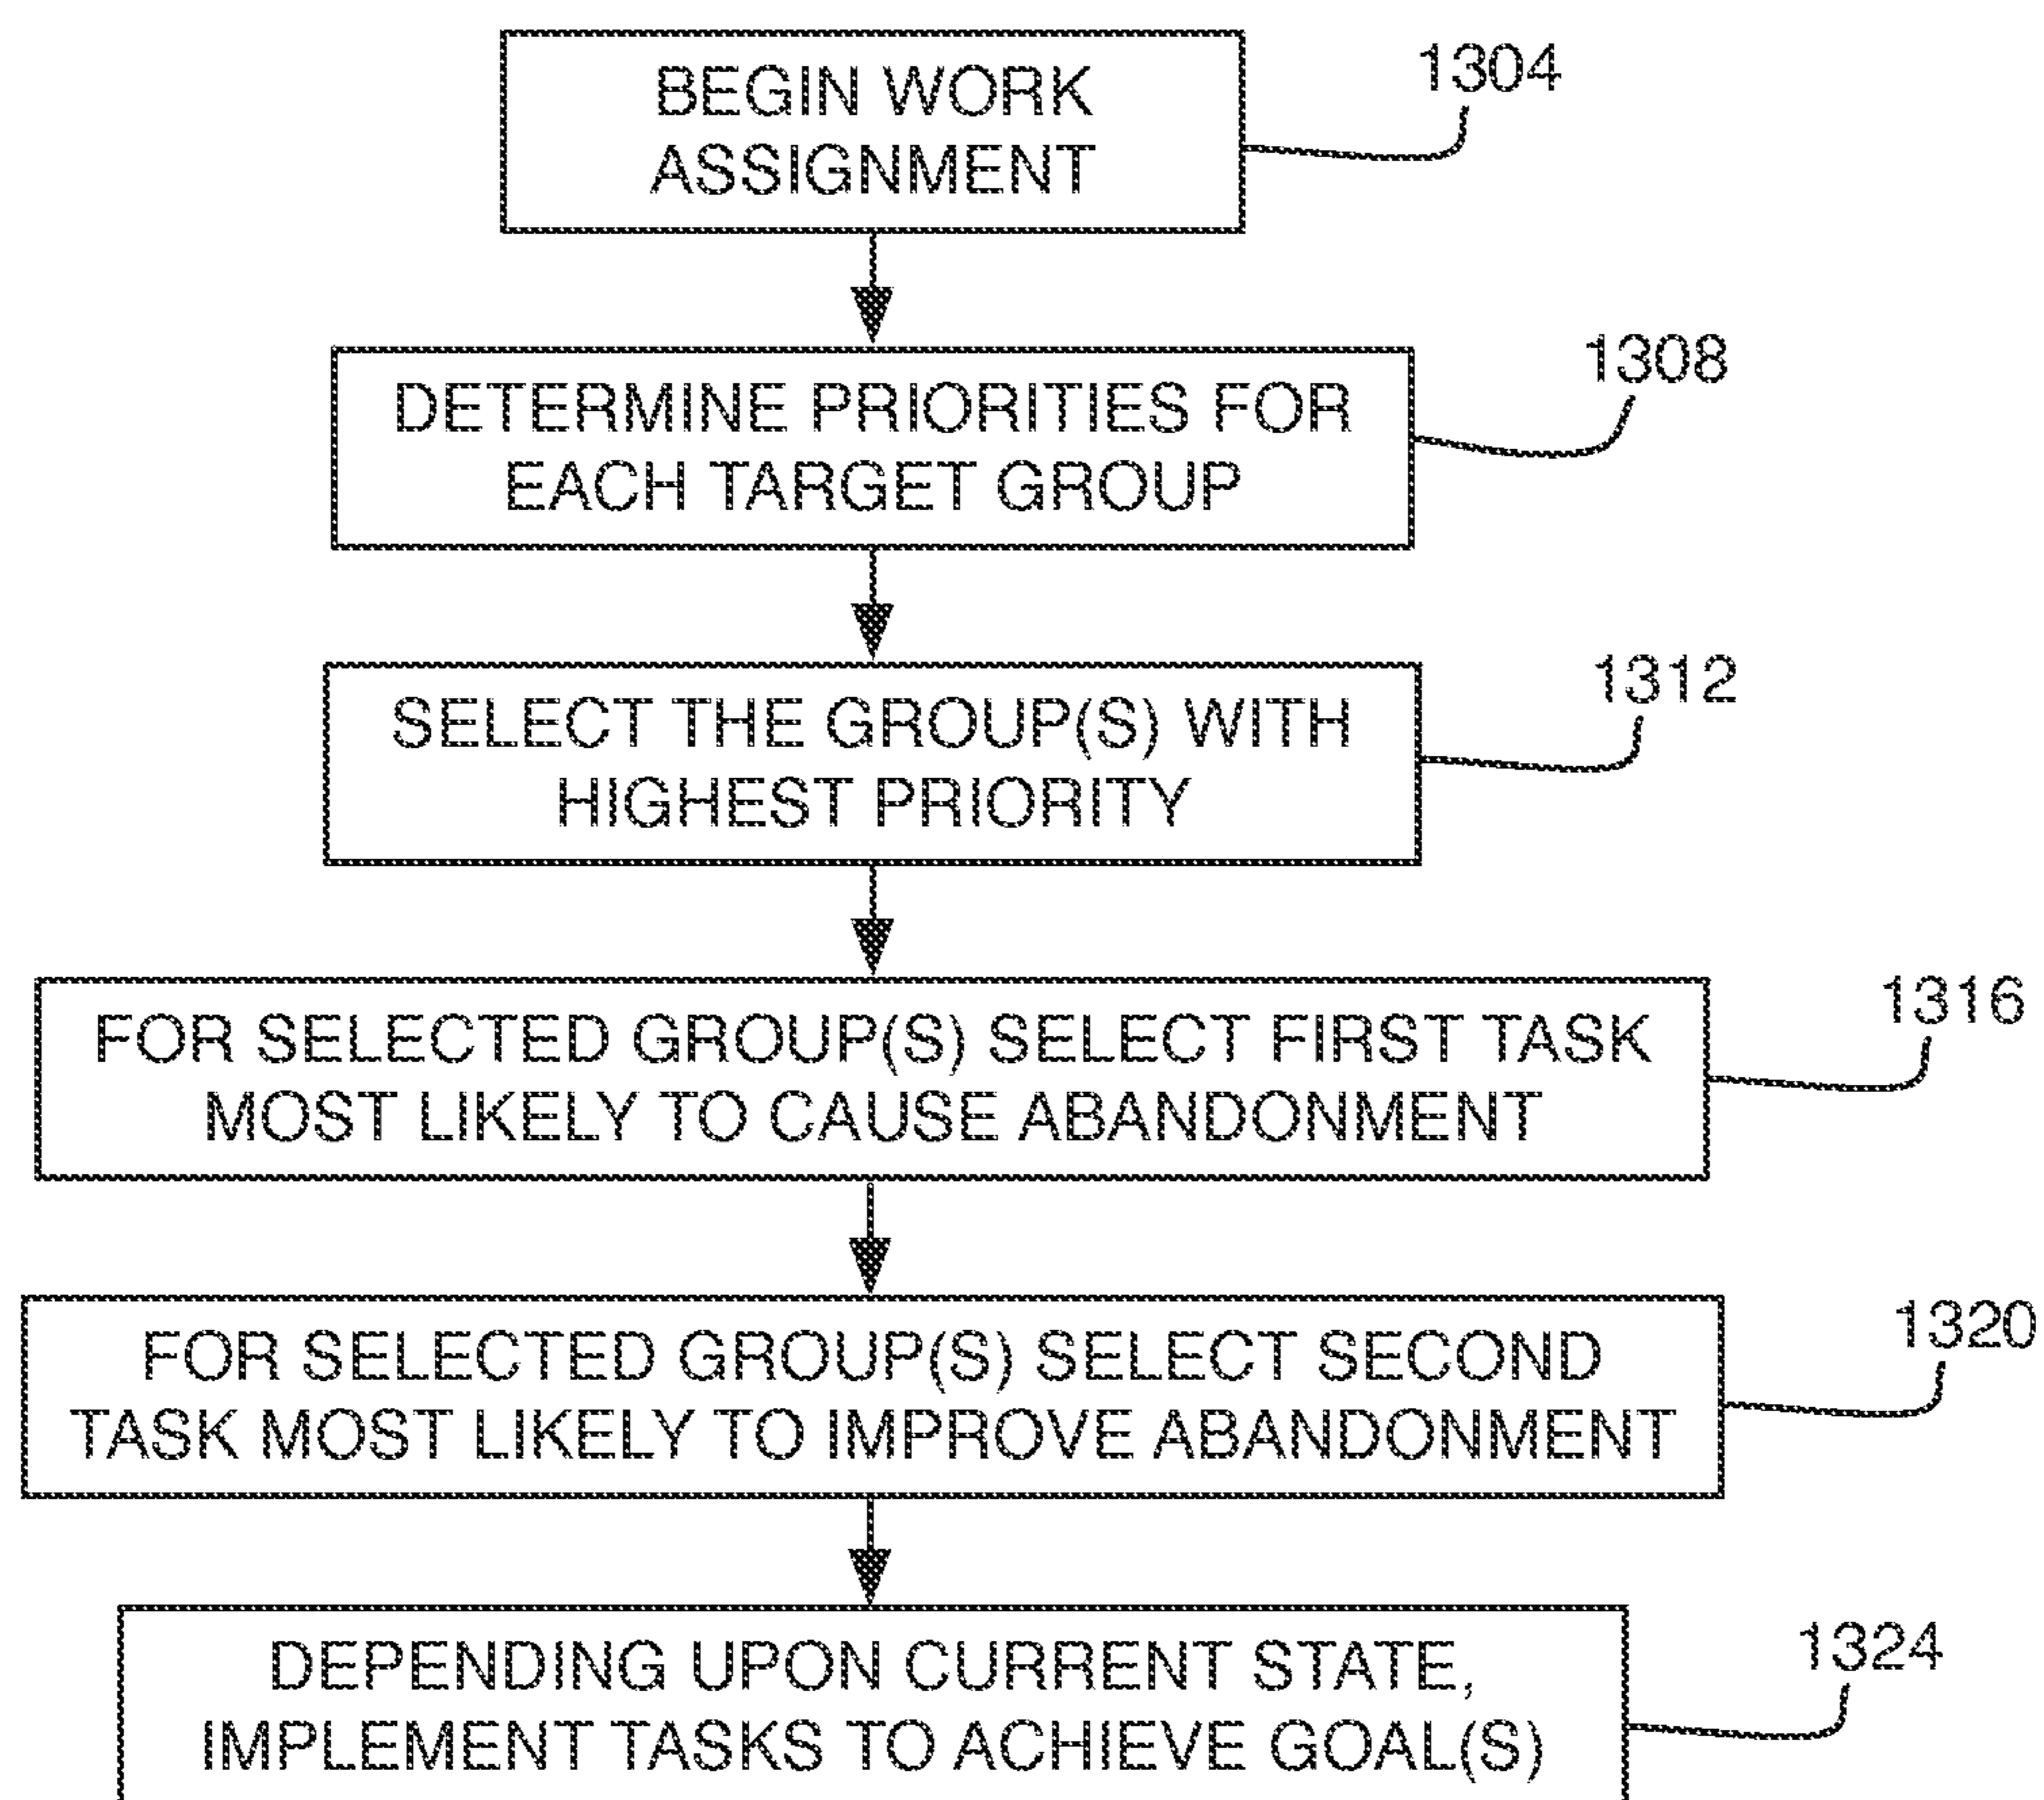 BEGIN WORK
ASSIGNMENT
1304
DETERMINE PRIORITIES FOR
EACH TARGET GROUP
1308
SELECT THE GROUP(S) WITH
HIGHEST PRIORITY
1312
FOR SELECTED GROUP(S) SELECT FIRST TASK
MOST LIKELY TO CAUSE ABANDONMENT
1316
FOR SELECTED GROUP(S) SELECT SECOND
TASK MOST LIKELY TO IMPROVE ABANDONMENT
1320
DEPENDING UPON CURRENT STATE,
IMPLEMENT TASKS TO ACHIEVE GOAL(S)
1324